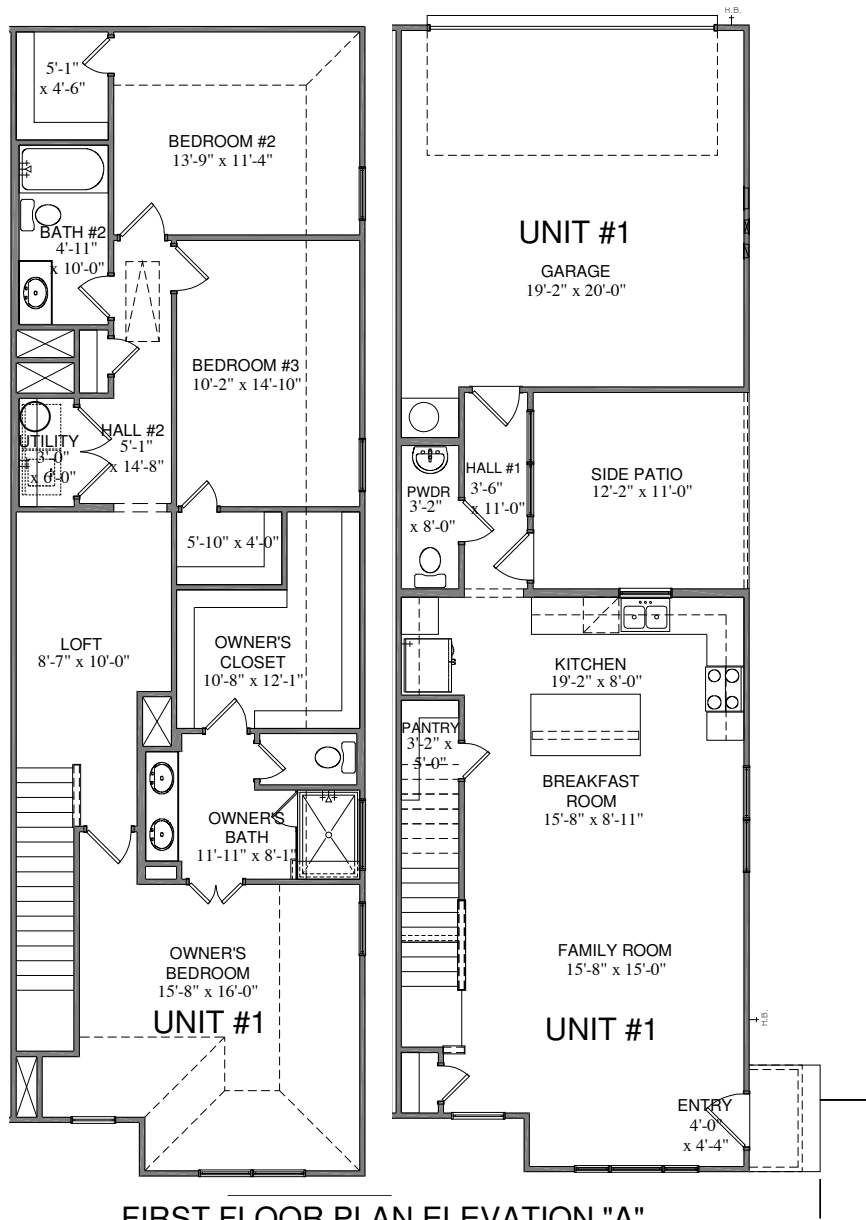 5'-1"
x 4'-6"
BEDROOM #2
13'-9" x 11'-4"
BATH #2
4'-11"
x 10'-0"
BEDROOM #3
10'-2" x 14'-10"
UTILITY
3'-0"
x 6'-0"
HALL #2
5'-1"
x 14'-8"
5'-10" x 4'-0"
LOFT
8'-7" x 10'-0"
OWNER'S
CLOSET
10'-8" x 12'-1"
OWNER'S
BATH
11'-11" x 8'-1"
OWNER'S
BEDROOM
15'-8" x 16'-0"
UNIT #1
H.B.
UNIT #1
GARAGE
19'-2" x 20'-0"
HALL #1
3'-6"
x 11'-0"
PWDR
3'-2"
x 8'-0"
SIDE PATIO
12'-2" x 11'-0"
KITCHEN
19'-2" x 8'-0"
PANTRY
3'-2" x
5'-0"
BREAKFAST
ROOM
15'-8" x 8'-11"
FAMILY ROOM
15'-8" x 15'-0"
UNIT #1
H.B.
ENTRY
4'-0"
x 4'-4"
FIRST FLOOR PLAN ELEVATION "A"